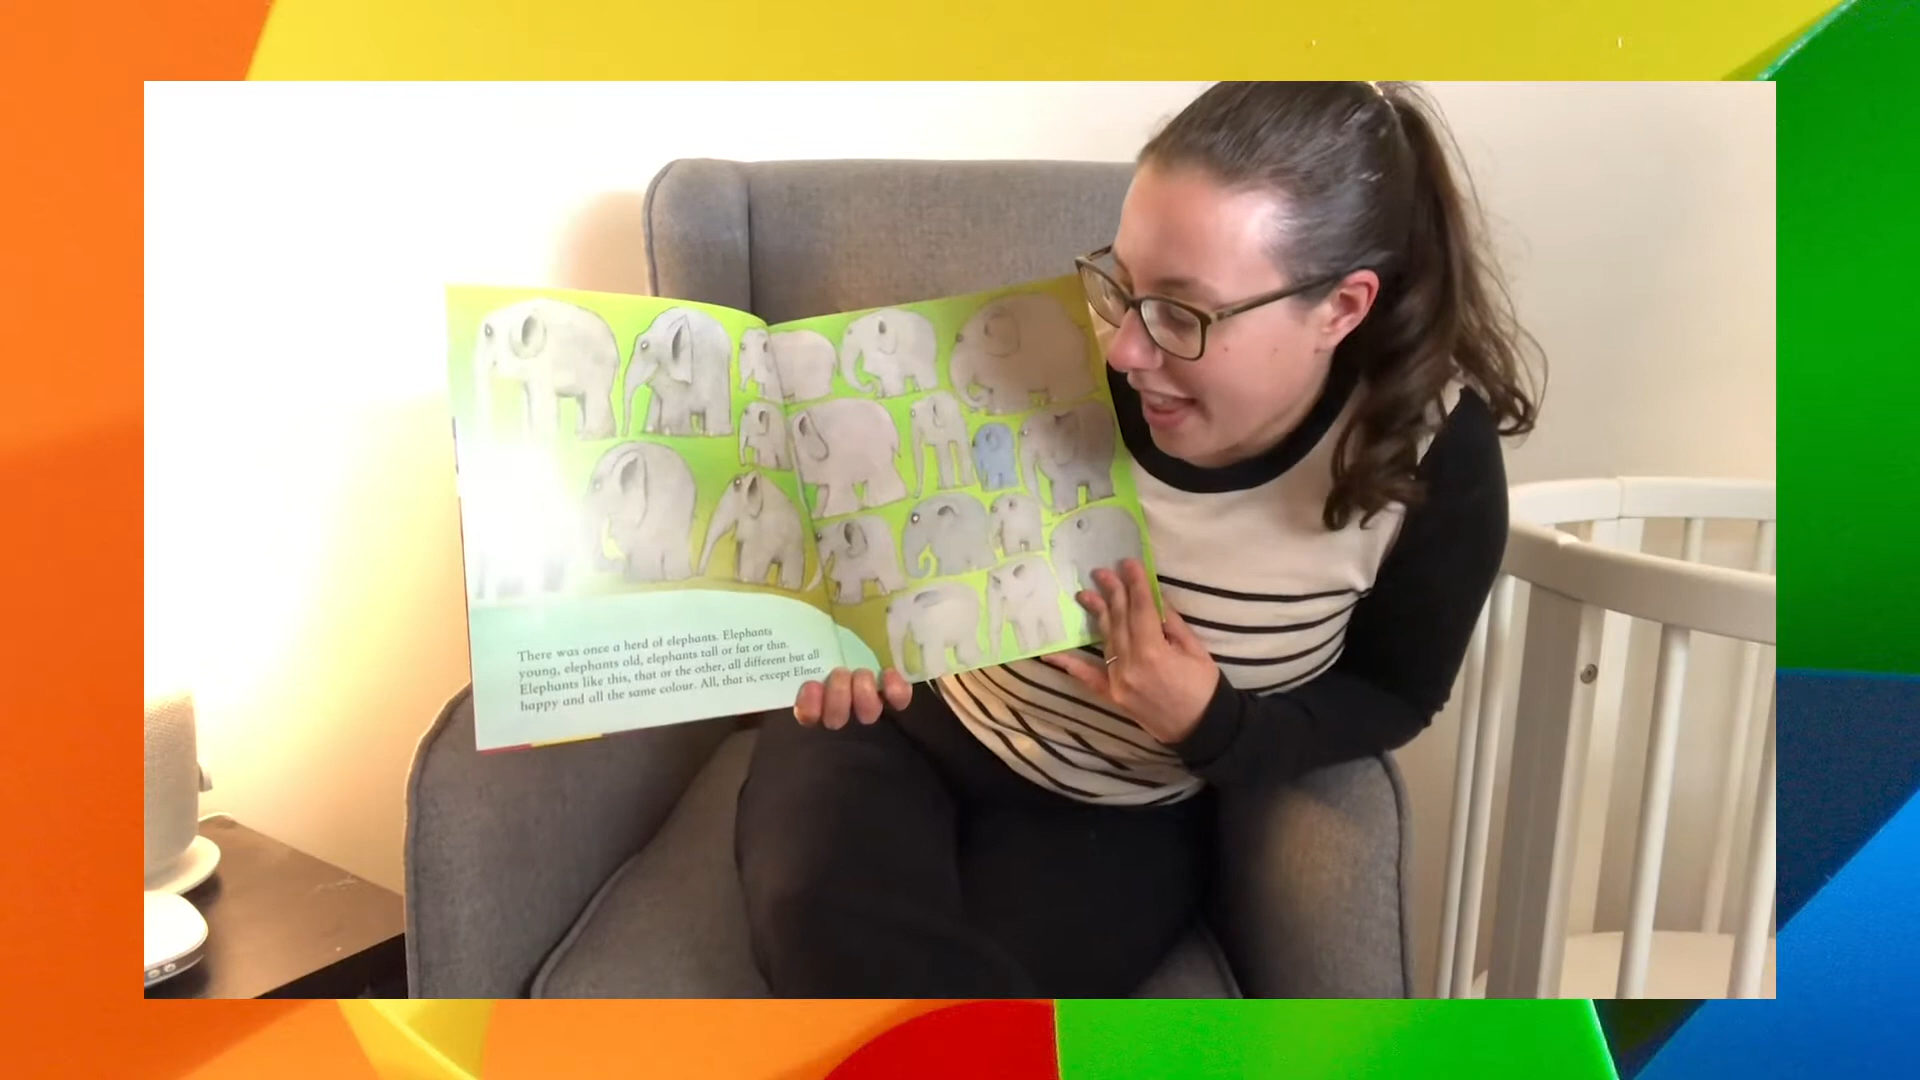 There was once a herd of elephants. Elephants
young, elephants old, elephants tall or fat or thin.
Elephants like this, that or the other, all different but all
happy and all the same colour. All, that is, except Elmer.